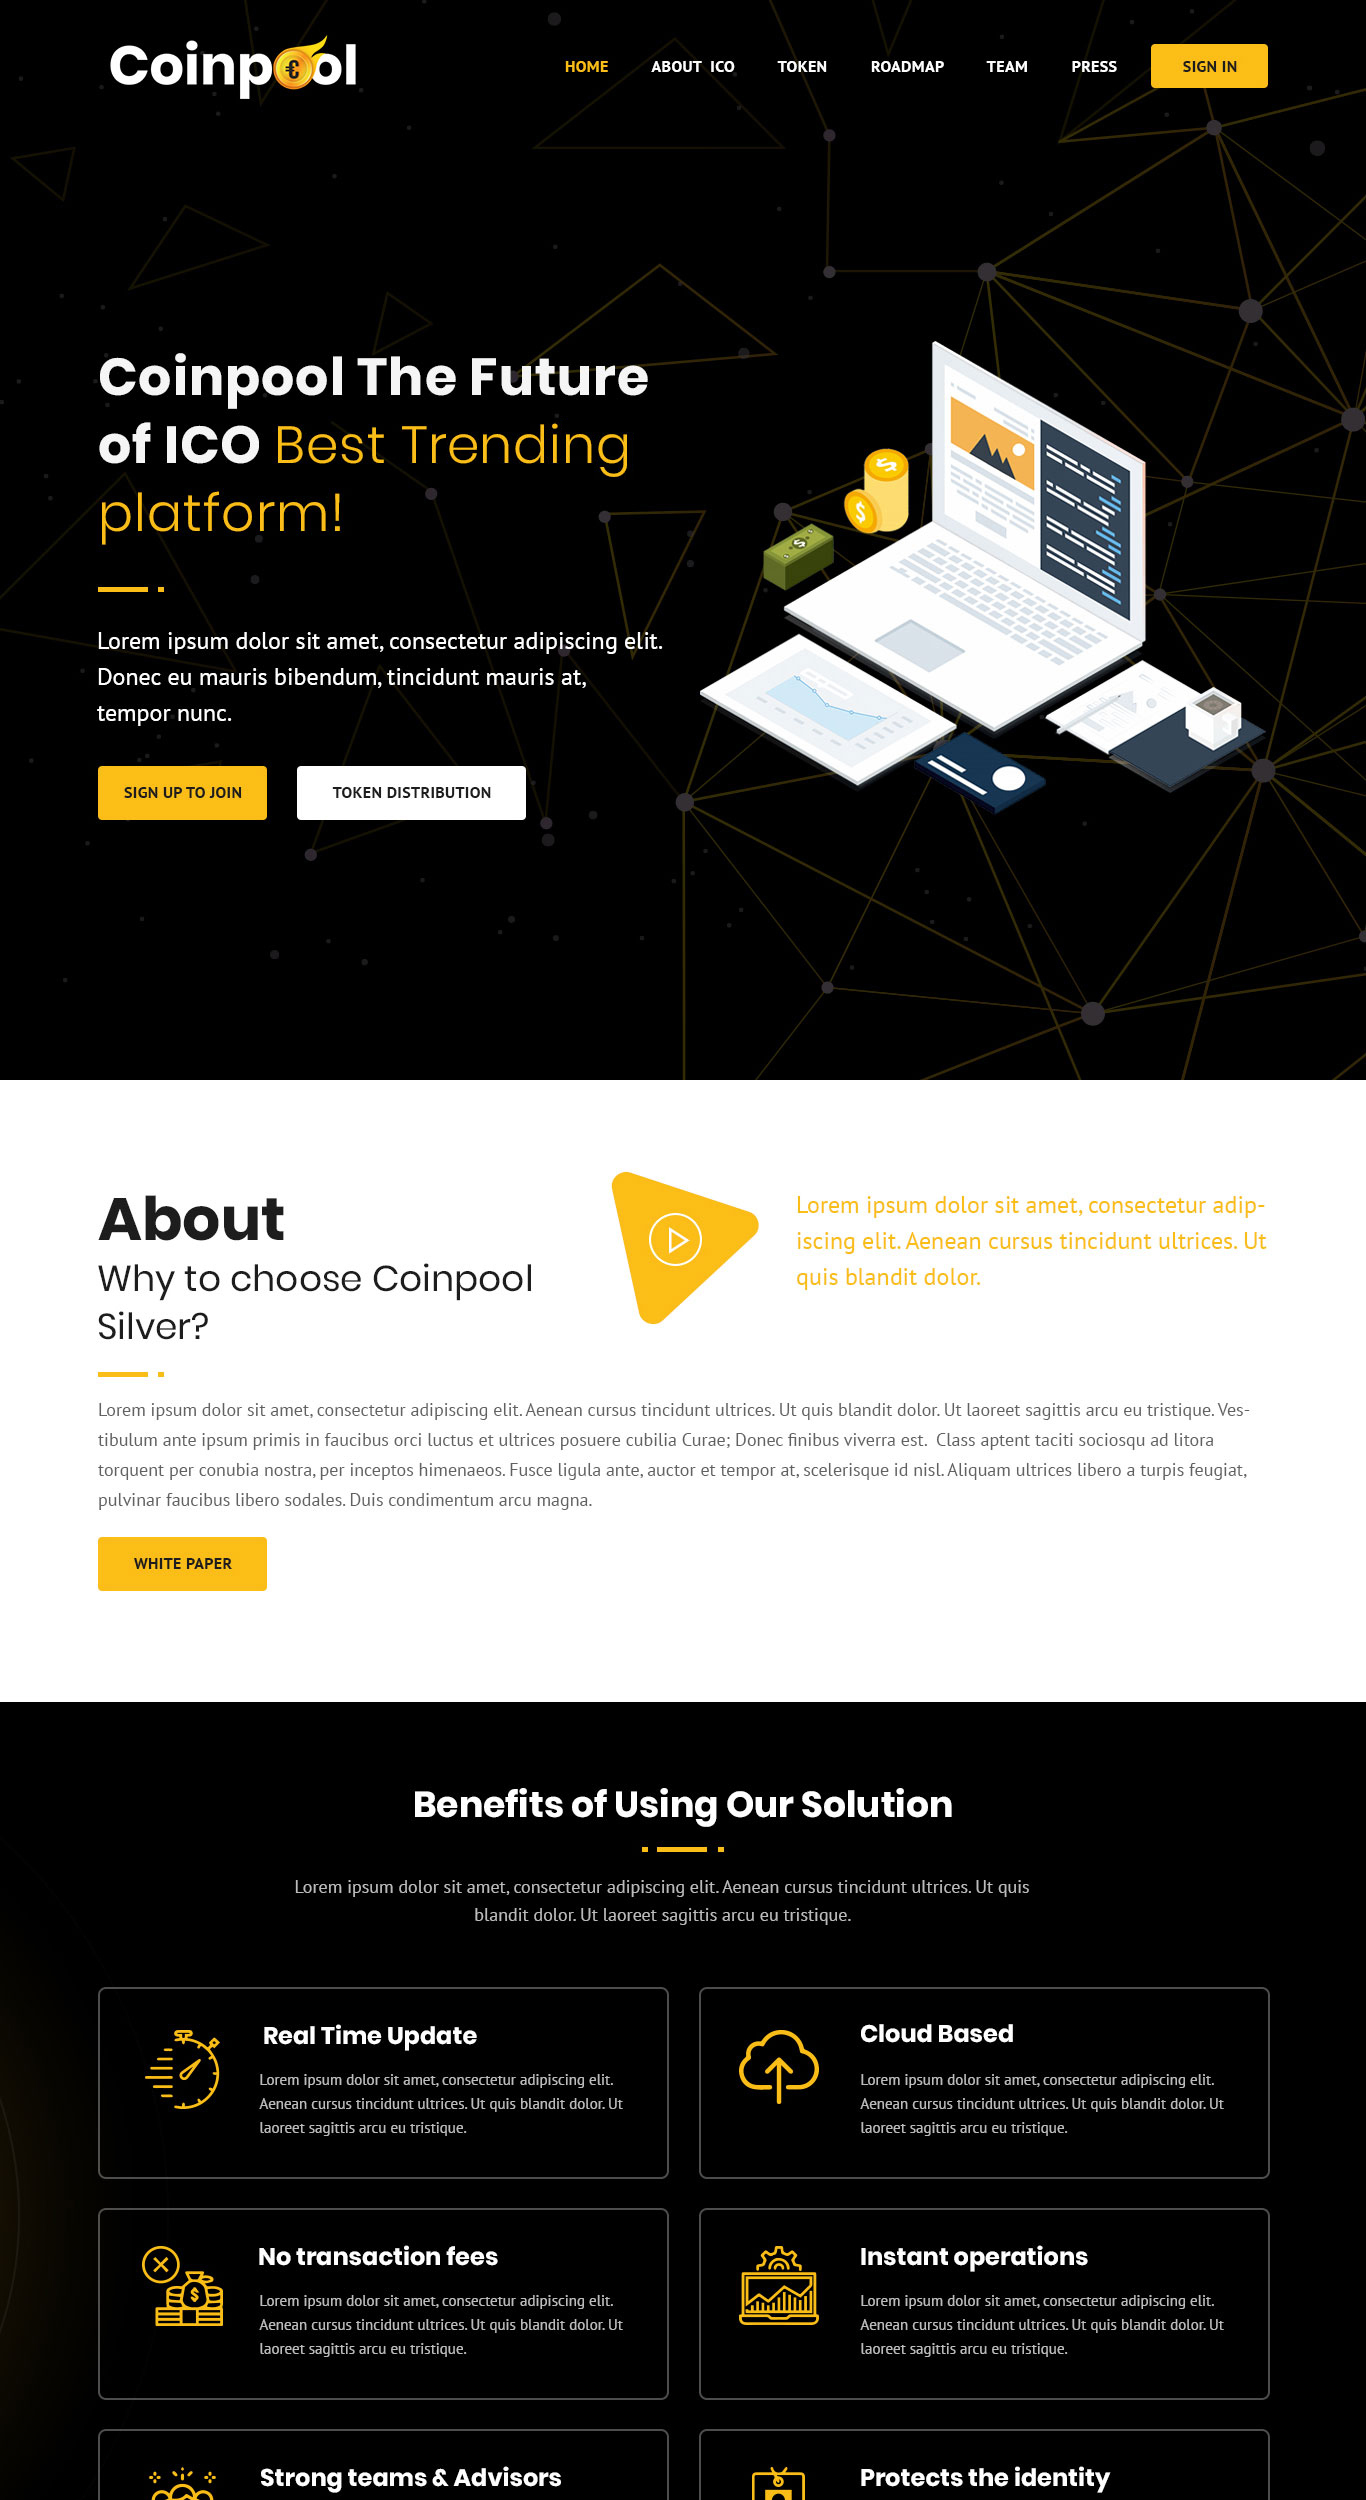 Coinpool
HOME ABOUT ICO TOKEN ROADMAP TEAM PRESS SIGN IN
Coinpool The Future
of ICO Best Trending
platform!
Lorem ipsum dolor sit amet, consectetur adipiscing elit.
Donec eu mauris bibendum, tincidunt mauris at,
tempor nunc.
SIGN UP TO JOIN TOKEN DISTRIBUTION
About
Why to choose Coinpool
Silver?
Lorem ipsum dolor sit amet, consectetur adip-
iscing elit. Aenean cursus tincidunt ultrices. Ut
quis blandit dolor.
Lorem ipsum dolor sit amet, consectetur adipiscing elit. Aenean cursus tincidunt ultrices. Ut quis blandit dolor. Ut laoreet sagittis arcu eu tristique. Ves-
tibulum ante ipsum primis in faucibus orci luctus et ultrices posuere cubilia Curae; Donec finibus viverra est. Class aptent taciti sociosqu ad litora
torquent per conubia nostra, per inceptos himenaeos. Fusce ligula ante, auctor et tempor at, scelerisque id nisl. Aliquam ultrices libero a turpis feugiat,
pulvinar faucibus libero sodales. Duis condimentum arcu magna.
WHITE PAPER
Benefits of Using Our Solution
Lorem ipsum dolor sit amet, consectetur adipiscing elit. Aenean cursus tincidunt ultrices. Ut quis
blandit dolor. Ut laoreet sagittis arcu eu tristique.
Real Time Update
Lorem ipsum dolor sit amet, consectetur adipiscing elit.
Aenean cursus tincidunt ultrices. Ut quis blandit dolor. Ut
laoreet sagittis arcu eu tristique.
Cloud Based
Lorem ipsum dolor sit amet, consectetur adipiscing elit.
Aenean cursus tincidunt ultrices. Ut quis blandit dolor. Ut
laoreet sagittis arcu eu tristique.
No transaction fees
Lorem ipsum dolor sit amet, consectetur adipiscing elit.
Aenean cursus tincidunt ultrices. Ut quis blandit dolor. Ut
laoreet sagittis arcu eu tristique.
Instant operations
Lorem ipsum dolor sit amet, consectetur adipiscing elit.
Aenean cursus tincidunt ultrices. Ut quis blandit dolor. Ut
laoreet sagittis arcu eu tristique.
Strong teams & Advisors
Protects the identity